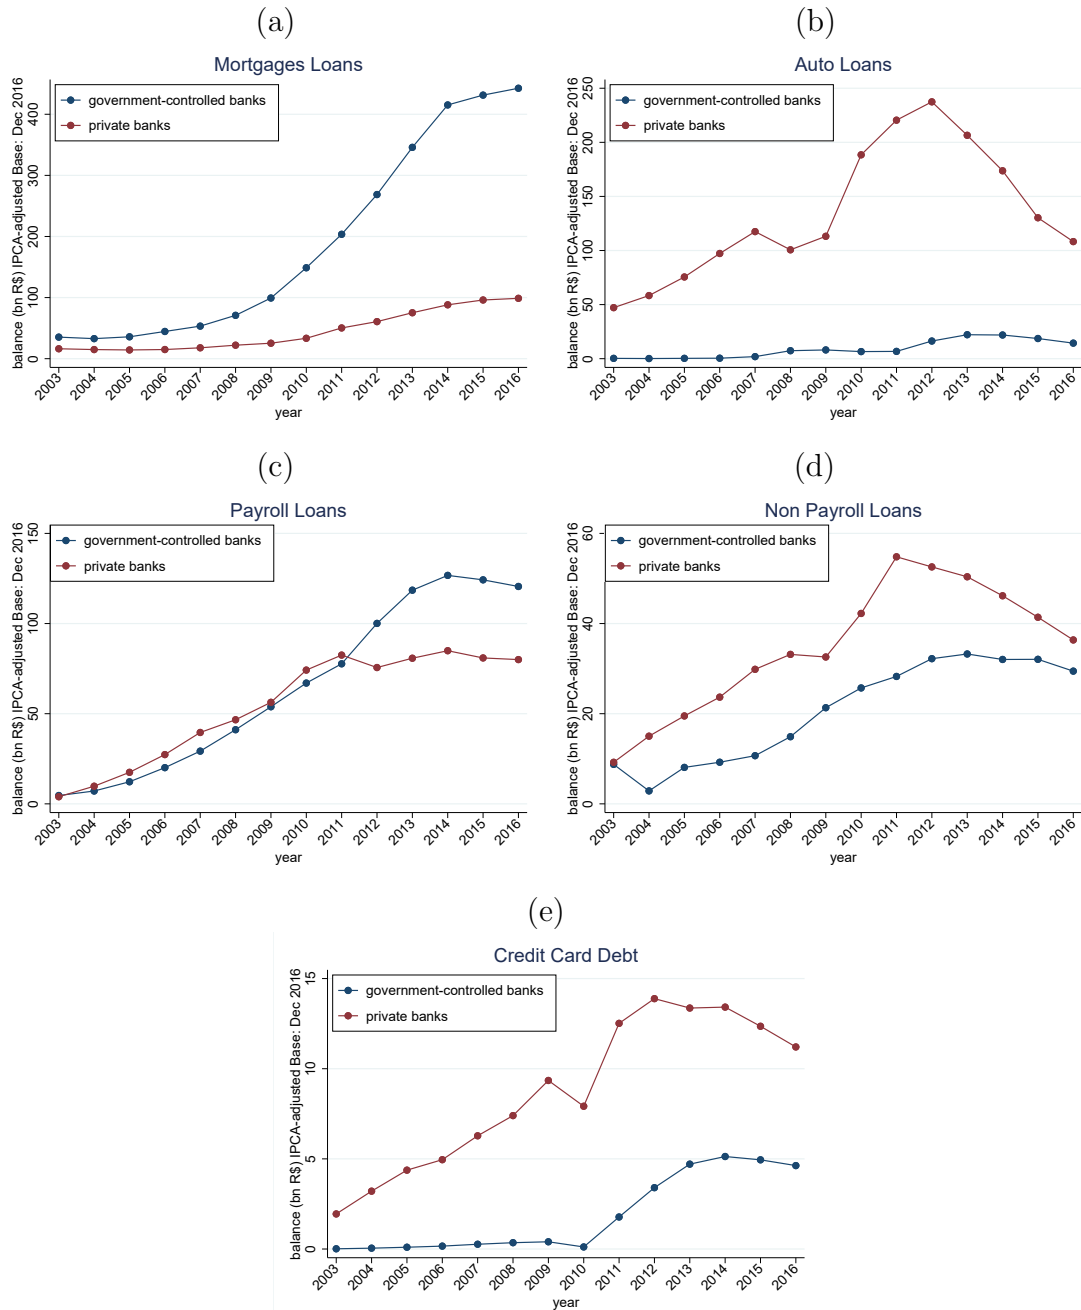 (a)
Mortgages Loans
balance (bn R$) IPCA-adjusted Base: Dec 2016
0 100 200 300 400
government-controlled banks
private banks
2003 2004 2005 2006 2007 2008 2009 2010 2011 2012 2013 2014 2015 2016
year
(b)
Auto Loans
balance (bn R$) IPCA-adjusted Base: Dec 2016
0 50 100 150 200 250
government-controlled banks
private banks
2003 2004 2005 2006 2007 2008 2009 2010 2011 2012 2013 2014 2015 2016
year
(c)
Payroll Loans
balance (bn R$) IPCA-adjusted Base: Dec 2016
0 50 100 150
government-controlled banks
private banks
2003 2004 2005 2006 2007 2008 2009 2010 2011 2012 2013 2014 2015 2016
year
(d)
Non Payroll Loans
balance (bn R$) IPCA-adjusted Base: Dec 2016
0 20 40 60
government-controlled banks
private banks
2003 2004 2005 2006 2007 2008 2009 2010 2011 2012 2013 2014 2015 2016
year
(e)
Credit Card Debt
balance (bn R$) IPCA-adjusted Base: Dec 2016
0 5 10 15
government-controlled banks
private banks
2003 2004 2005 2006 2007 2008 2009 2010 2011 2012 2013 2014 2015 2016
year